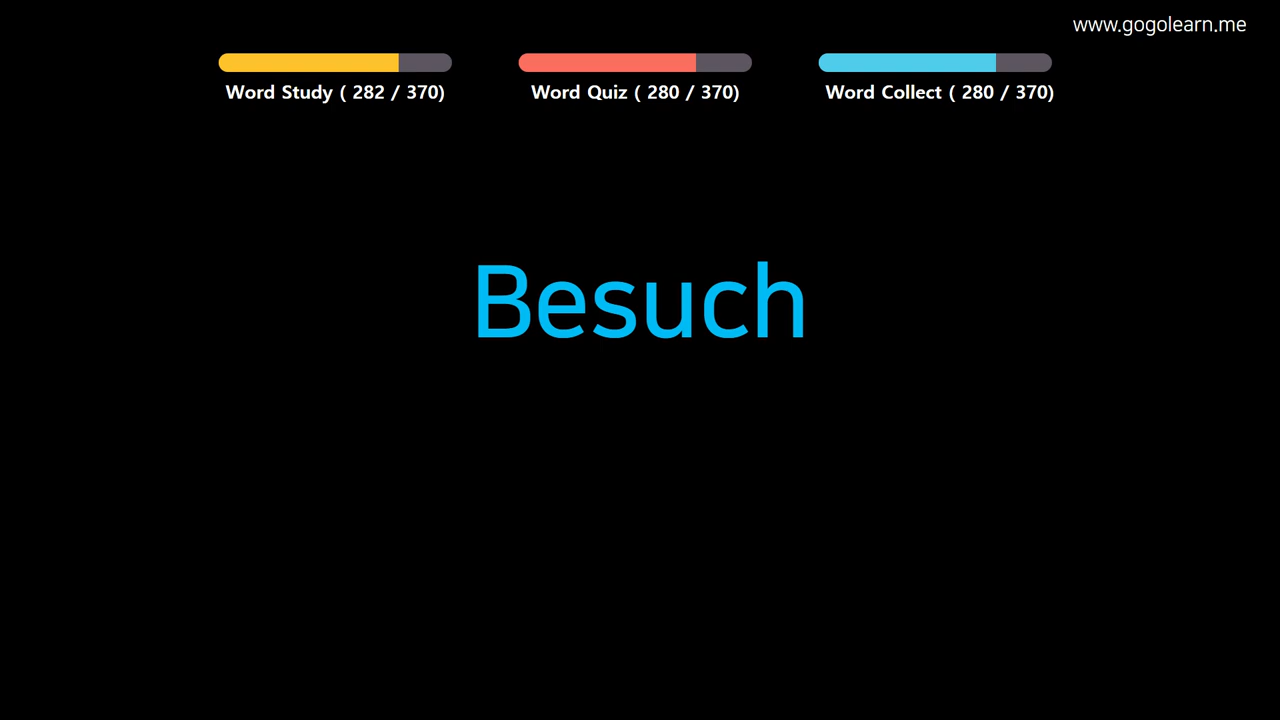 www.gogolearn.me
Word Study ( 282 / 370)
Word Quiz ( 280 / 370)
Word Collect ( 280 / 370)
Besuch